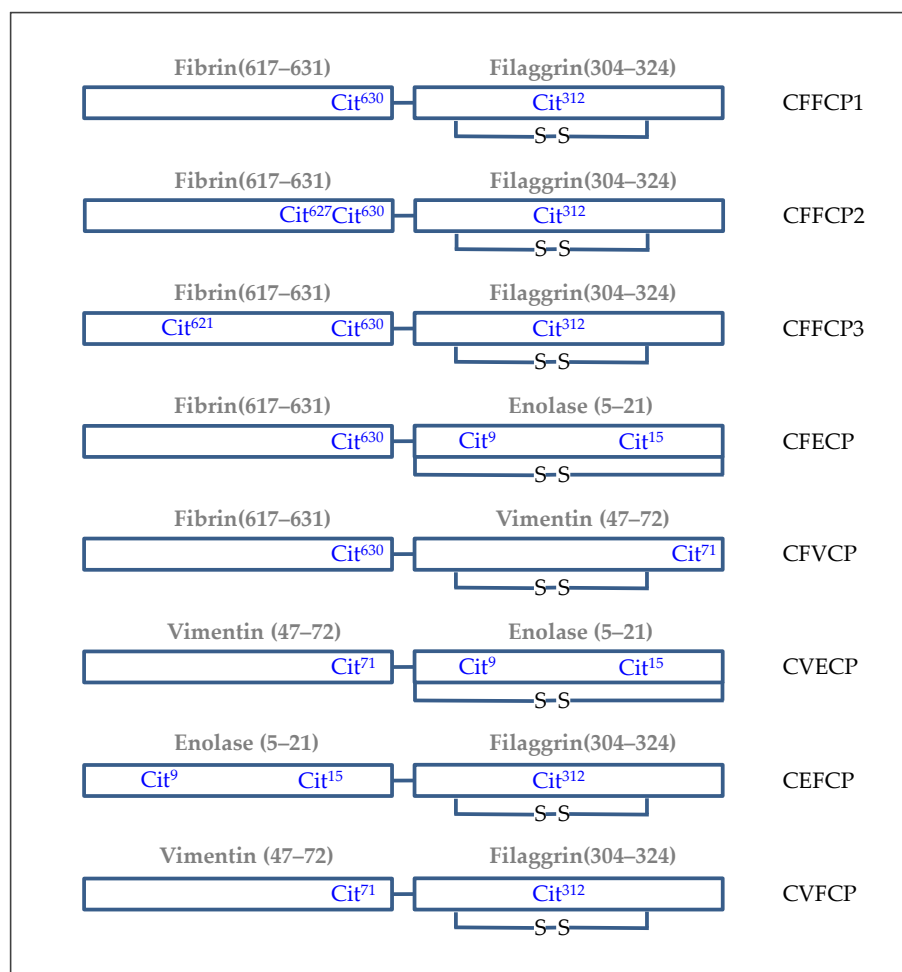 Fibrin(617–631) Filaggrin(304–324)
Cit⁶³⁰ Cit³¹² CFFCP1
S S
Fibrin(617–631) Filaggrin(304–324)
Cit⁶²⁷Cit⁶³⁰ Cit³¹² CFFCP2
S S
Fibrin(617–631) Filaggrin(304–324)
Cit⁶²¹ Cit⁶³⁰ Cit³¹² CFFCP3
S S
Fibrin(617–631) Enolase (5–21)
Cit⁶³⁰ Cit⁹ Cit¹⁵ CFECP
S S
Fibrin(617–631) Vimentin (47–72)
Cit⁶³⁰ Cit⁷¹ CFVCP
S S
Vimentin (47–72) Enolase (5–21)
Cit⁷¹ Cit⁹ Cit¹⁵ CVECP
S S
Enolase (5–21) Filaggrin(304–324)
Cit⁹ Cit¹⁵ Cit³¹² CEFCP
S S
Vimentin (47–72) Filaggrin(304–324)
Cit⁷¹ Cit³¹² CVFCP
S S